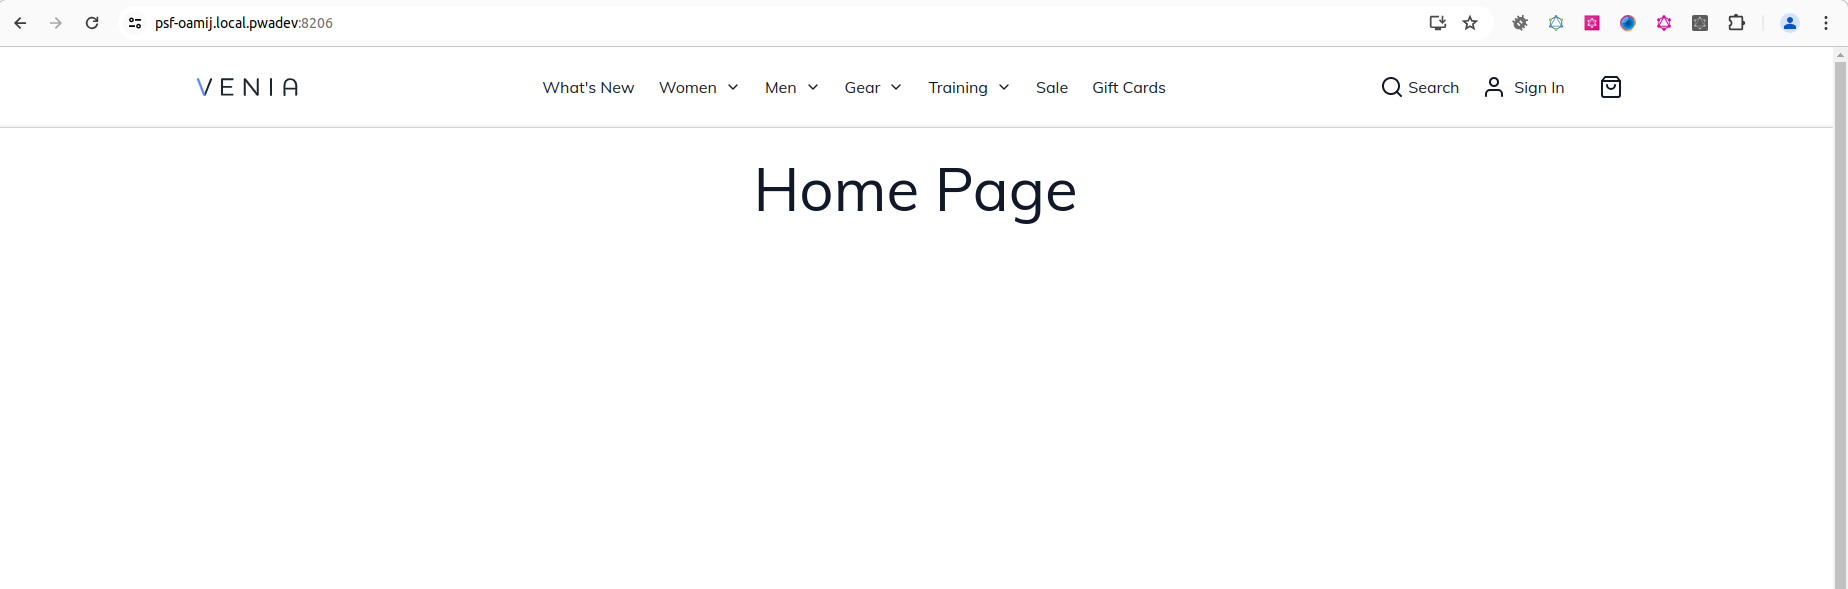 psf-oamij.local.pwadev:8206
VENIA What's New Women Men Gear Training Sale Gift Cards Search Sign In
Home Page